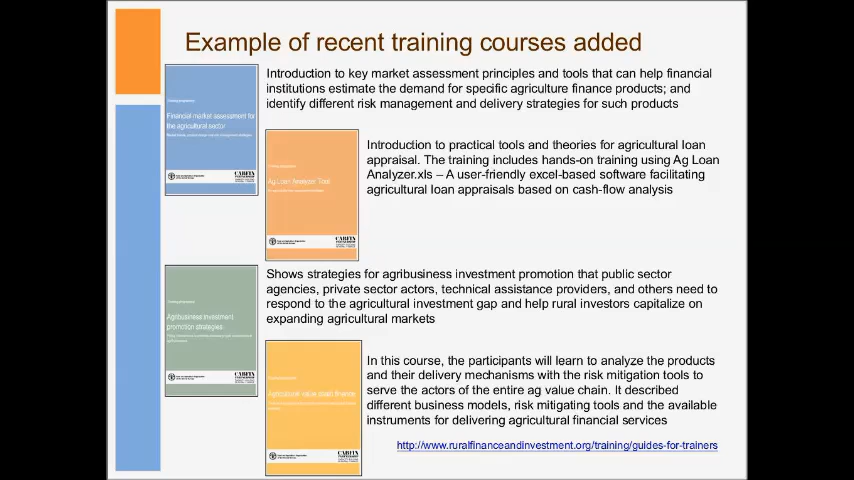 Example of recent training courses added
Introduction to key market assessment principles and tools that can help financial
institutions estimate the demand for specific agriculture finance products; and
identify different risk management and delivery strategies for such products
Financial market assessment for
the agricultural sector
CABFIN
Introduction to practical tools and theories for agricultural loan
appraisal. The training includes hands-on training using Ag Loan
Analyzer.xls – A user-friendly excel-based software facilitating
agricultural loan appraisals based on cash-flow analysis
Ag Loan Analyzer Tool
CABFIN
Shows strategies for agribusiness investment promotion that public sector
agencies, private sector actors, technical assistance providers, and others need to
respond to the agricultural investment gap and help rural investors capitalize on
expanding agricultural markets
Agribusiness investment
promotion strategies
CABFIN
In this course, the participants will learn to analyze the products
and their delivery mechanisms with the risk mitigation tools to
serve the actors of the entire ag value chain. It described
different business models, risk mitigating tools and the available
instruments for delivering agricultural financial services
Agricultural value chain finance
CABFIN
http://www.ruralfinanceandinvestment.org/training/guides-for-trainers